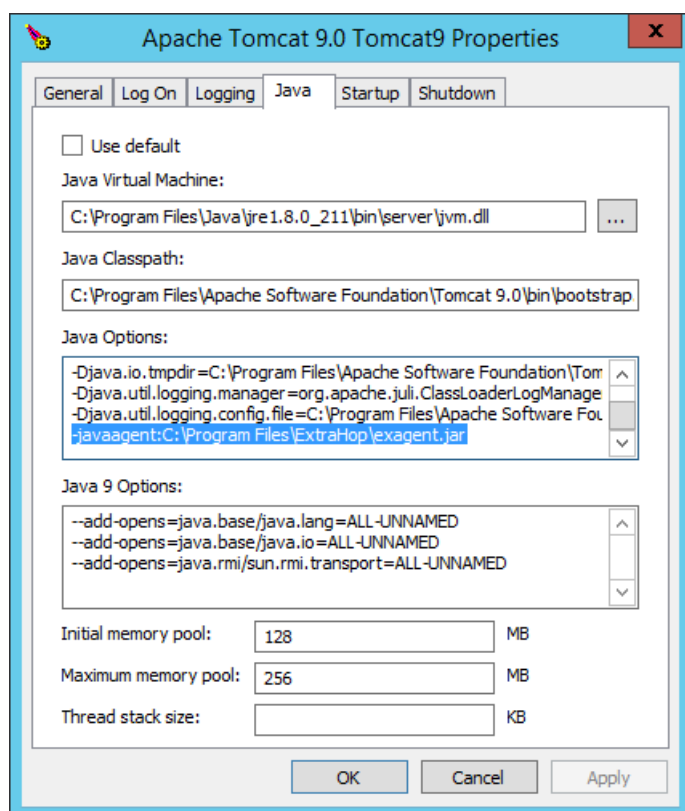 Apache Tomcat 9.0 Tomcat9 Properties
x
General Log On Logging Java Startup Shutdown
Use default
Java Virtual Machine:
C:\Program Files\Java\jre1.8.0_211\bin\server\jvm.dll ...
Java Classpath:
C:\Program Files\Apache Software Foundation\Tomcat 9.0\bin\bootstrap.
Java Options:
-Djava.io.tmpdir=C:\Program Files\Apache Software Foundation\Tom
-Djava.util.logging.manager=org.apache.juli.ClassLoaderLogManage
-Djava.util.logging.config.file=C:\Program Files\Apache Software Fou
-javaagent:C:\Program Files\ExtraHop\exagent.jar
Java 9 Options:
--add-opens=java.base/java.lang=ALL-UNNAMED
--add-opens=java.base/java.io=ALL-UNNAMED
--add-opens=java.rmi/sun.rmi.transport=ALL-UNNAMED
Initial memory pool: 128 MB
Maximum memory pool: 256 MB
Thread stack size: KB
OK Cancel Apply